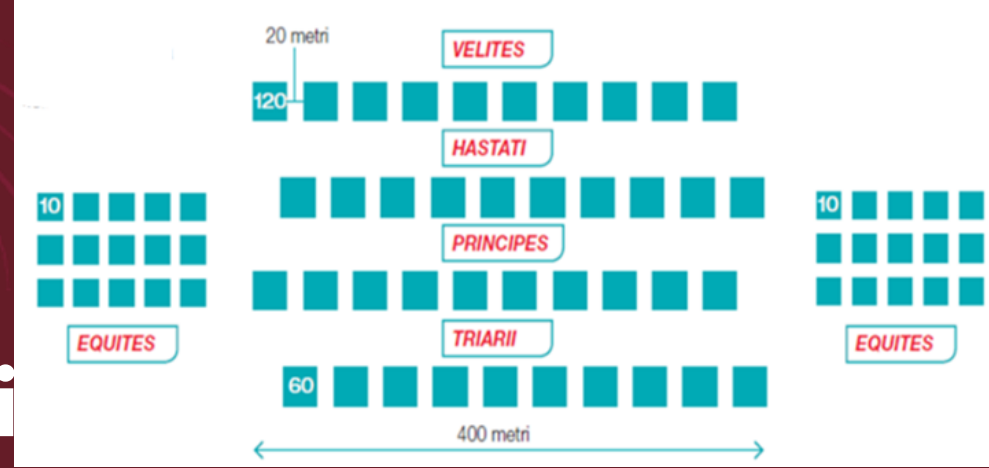 20 metri
VELITES
120
HASTATI
10
10
PRINCIPES
EQUITES
TRIARII
EQUITES
60
400 metri